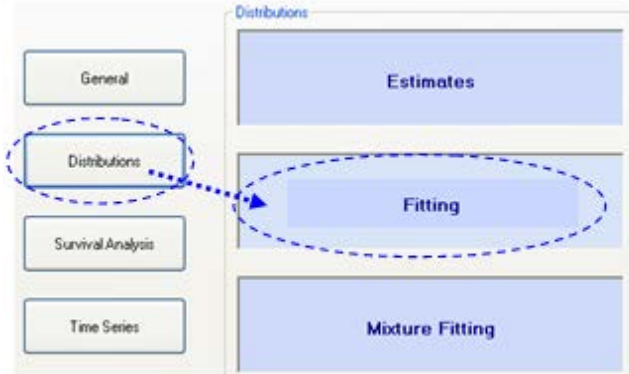 Distributions
General
Estimates
Distributions
Fitting
Survival Analysis
Time Series
Mixture Fitting